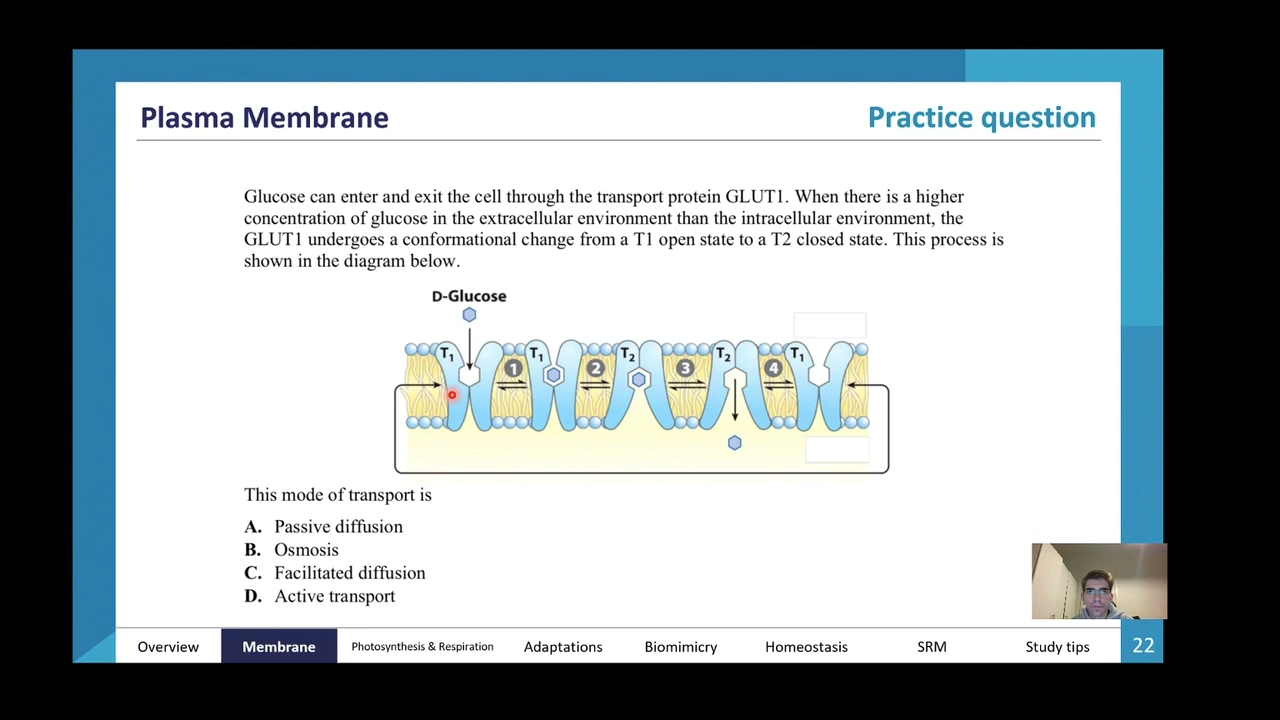 Plasma Membrane
Practice question
Glucose can enter and exit the cell through the transport protein GLUT1. When there is a higher
concentration of glucose in the extracellular environment than the intracellular environment, the
GLUT1 undergoes a conformational change from a T1 open state to a T2 closed state. This process is
shown in the diagram below.
D-Glucose
T1 1 T1 2 T2 3 T2 4 T1
This mode of transport is
A. Passive diffusion
B. Osmosis
C. Facilitated diffusion
D. Active transport
Overview Membrane Photosynthesis & Respiration Adaptations Biomimicry Homeostasis SRM Study tips 22